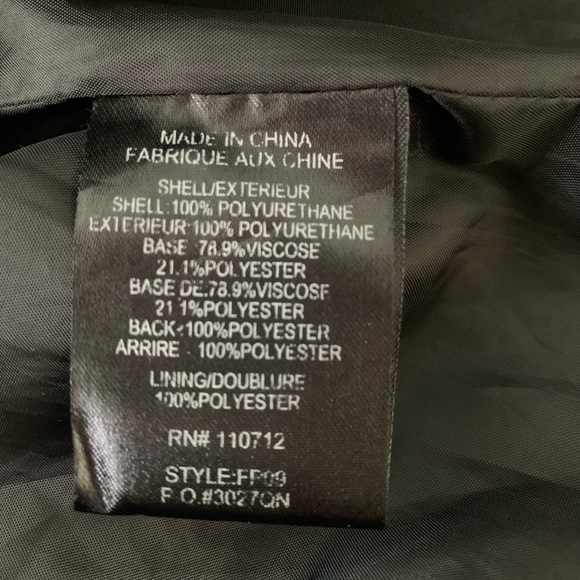 MADE IN CHINA
FABRIQUE AUX CHINE
SHELL/EXTERIEUR
SHELL:100% POLYURETHANE
EXTERIEUR:100% POLYURETHANE
BASE :78.9%VISCOSE
21.1%POLYESTER
BASE DE:78.9%VISCOSE
21.1%POLYESTER
BACK:100%POLYESTER
ARRIRE : 100%POLYESTER
LINING/DOUBLURE
100%POLYESTER
RN# 110712
STYLE:FP09
P.O.#3027QN